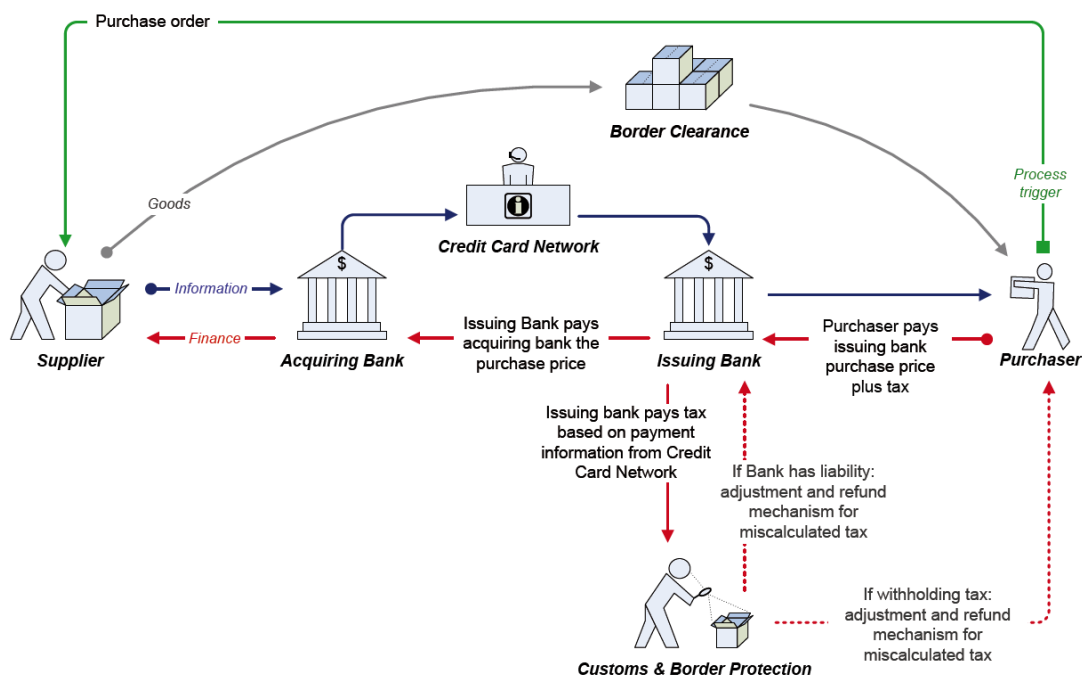 Purchase order
Border Clearance
Process
trigger
Goods
Credit Card Network
$
$
Information
Finance
Issuing Bank pays
acquiring bank the
purchase price
Purchaser pays
issuing bank
purchase price
plus tax
Supplier
Acquiring Bank
Issuing Bank
Purchaser
Issuing bank pays tax
based on payment
information from Credit
Card Network
If Bank has liability:
adjustment and refund
mechanism for
miscalculated tax
If withholding tax:
adjustment and refund
mechanism for
miscalculated tax
Customs & Border Protection